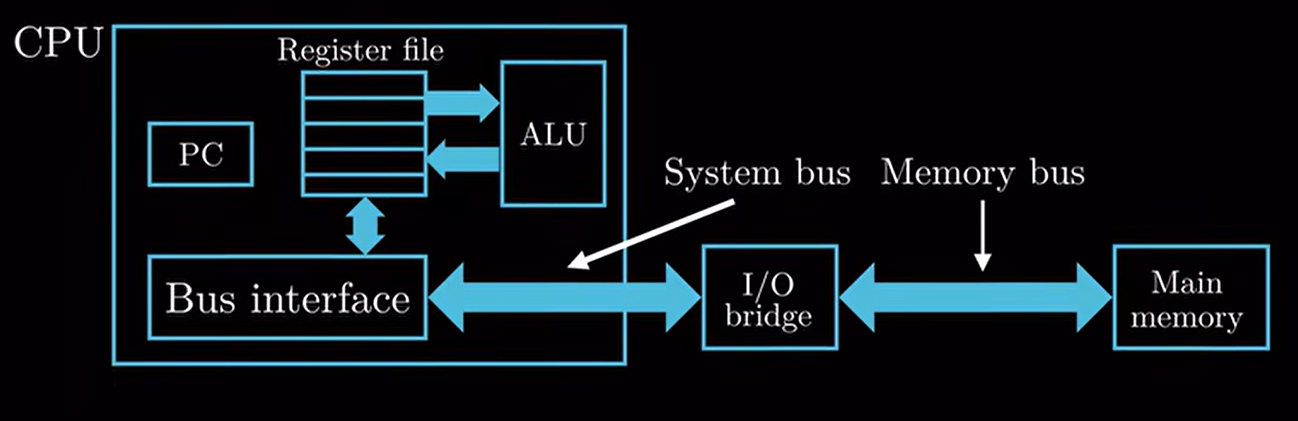 CPU
Register file
PC
ALU
System bus
Memory bus
Bus interface
I/O
bridge
Main
memory